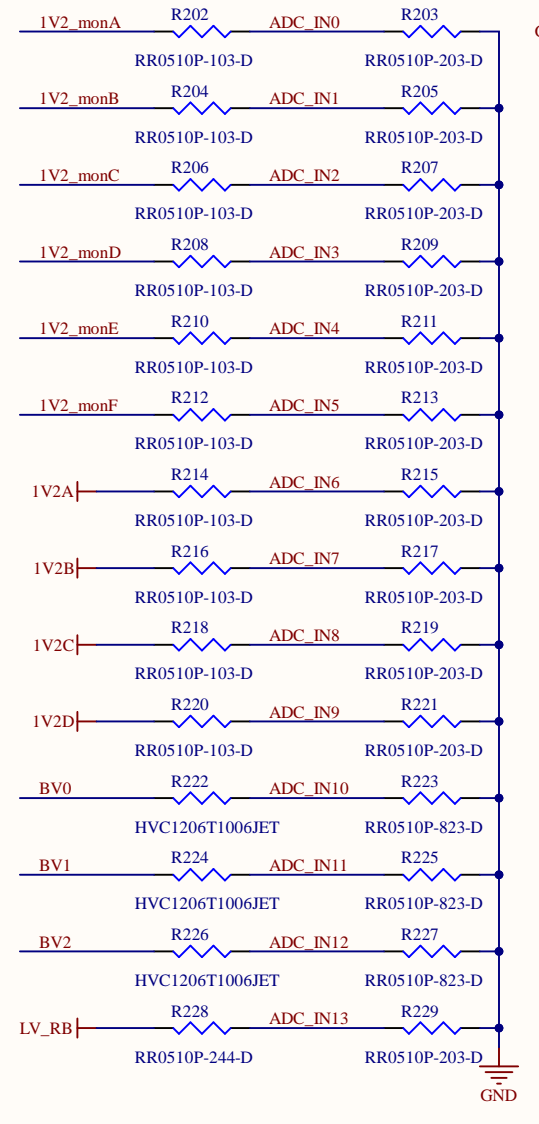 1V2_monA R202 ADC_IN0 R203
RR0510P-103-D RR0510P-203-D
1V2_monB R204 ADC_IN1 R205
RR0510P-103-D RR0510P-203-D
1V2_monC R206 ADC_IN2 R207
RR0510P-103-D RR0510P-203-D
1V2_monD R208 ADC_IN3 R209
RR0510P-103-D RR0510P-203-D
1V2_monE R210 ADC_IN4 R211
RR0510P-103-D RR0510P-203-D
1V2_monF R212 ADC_IN5 R213
RR0510P-103-D RR0510P-203-D
1V2A R214 ADC_IN6 R215
RR0510P-103-D RR0510P-203-D
1V2B R216 ADC_IN7 R217
RR0510P-103-D RR0510P-203-D
1V2C R218 ADC_IN8 R219
RR0510P-103-D RR0510P-203-D
1V2D R220 ADC_IN9 R221
RR0510P-103-D RR0510P-203-D
BV0 R222 ADC_IN10 R223
HVC1206T1006JET RR0510P-823-D
BV1 R224 ADC_IN11 R225
HVC1206T1006JET RR0510P-823-D
BV2 R226 ADC_IN12 R227
HVC1206T1006JET RR0510P-823-D
LV_RB R228 ADC_IN13 R229
RR0510P-244-D RR0510P-203-D
GND